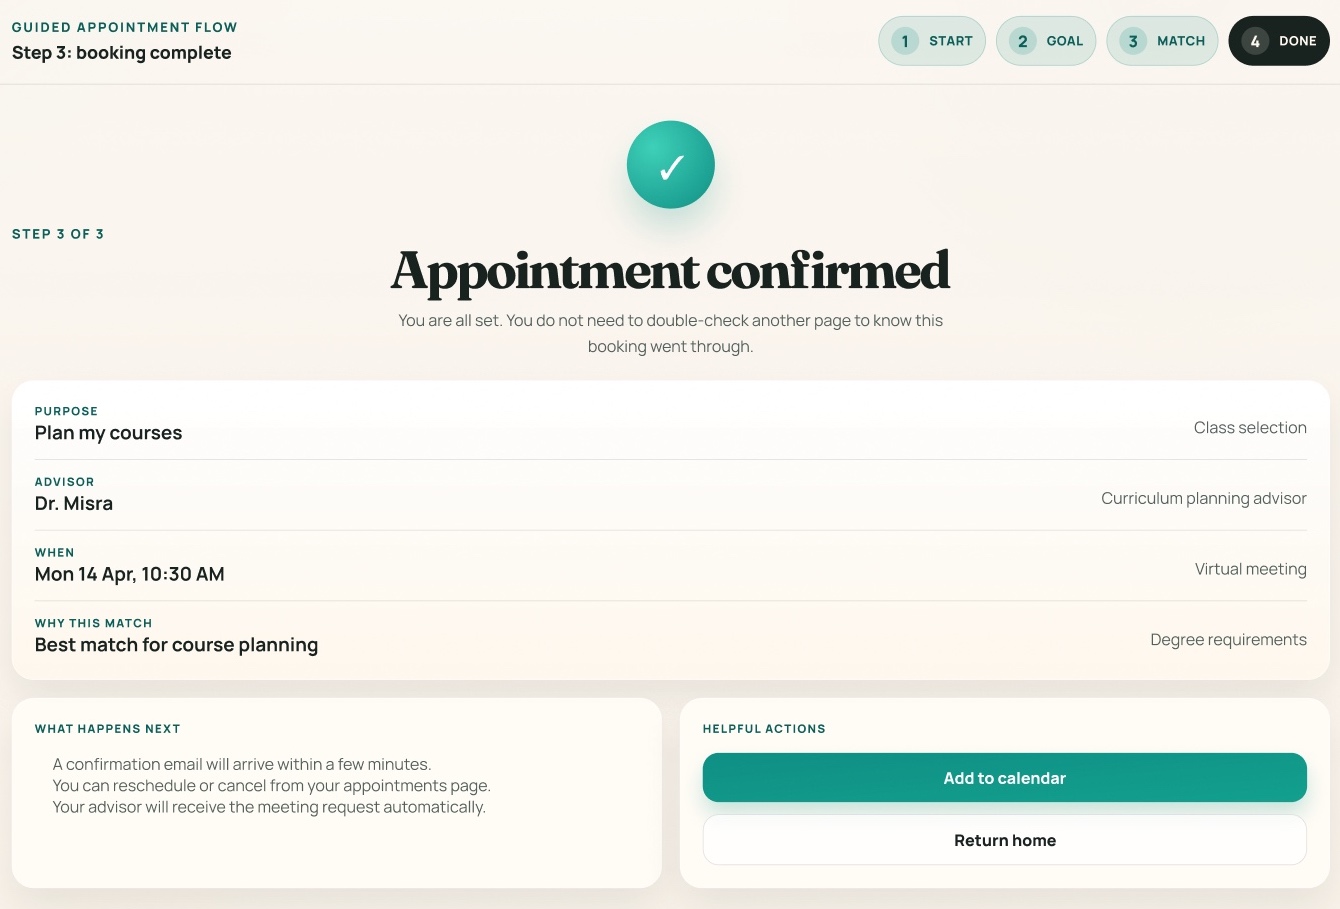 GUIDED APPOINTMENT FLOW
Step 3: booking complete
1 START
2 GOAL
3 MATCH
4 DONE
✓
STEP 3 OF 3
Appointment confirmed
You are all set. You do not need to double-check another page to know this
booking went through.
PURPOSE
Plan my courses
Class selection
ADVISOR
Dr. Misra
Curriculum planning advisor
WHEN
Mon 14 Apr, 10:30 AM
Virtual meeting
WHY THIS MATCH
Best match for course planning
Degree requirements
WHAT HAPPENS NEXT
A confirmation email will arrive within a few minutes.
You can reschedule or cancel from your appointments page.
Your advisor will receive the meeting request automatically.
HELPFUL ACTIONS
Add to calendar
Return home